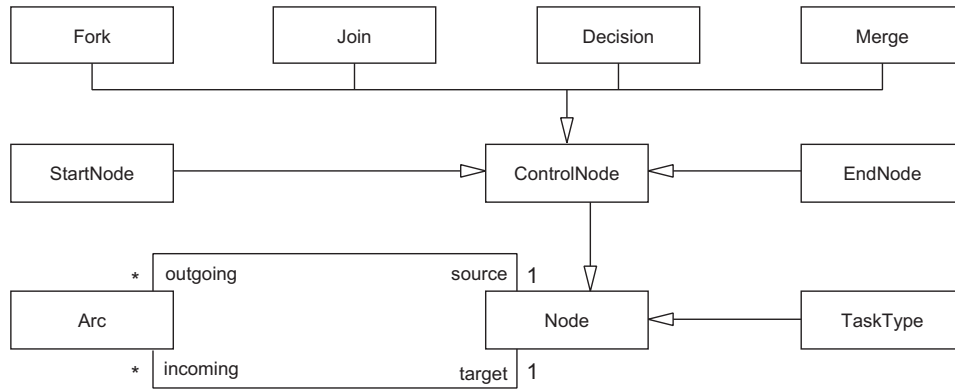 Fork
Join
Decision
Merge
StartNode
ControlNode
EndNode
* outgoing source 1
Arc
Node
TaskType
* incoming target 1